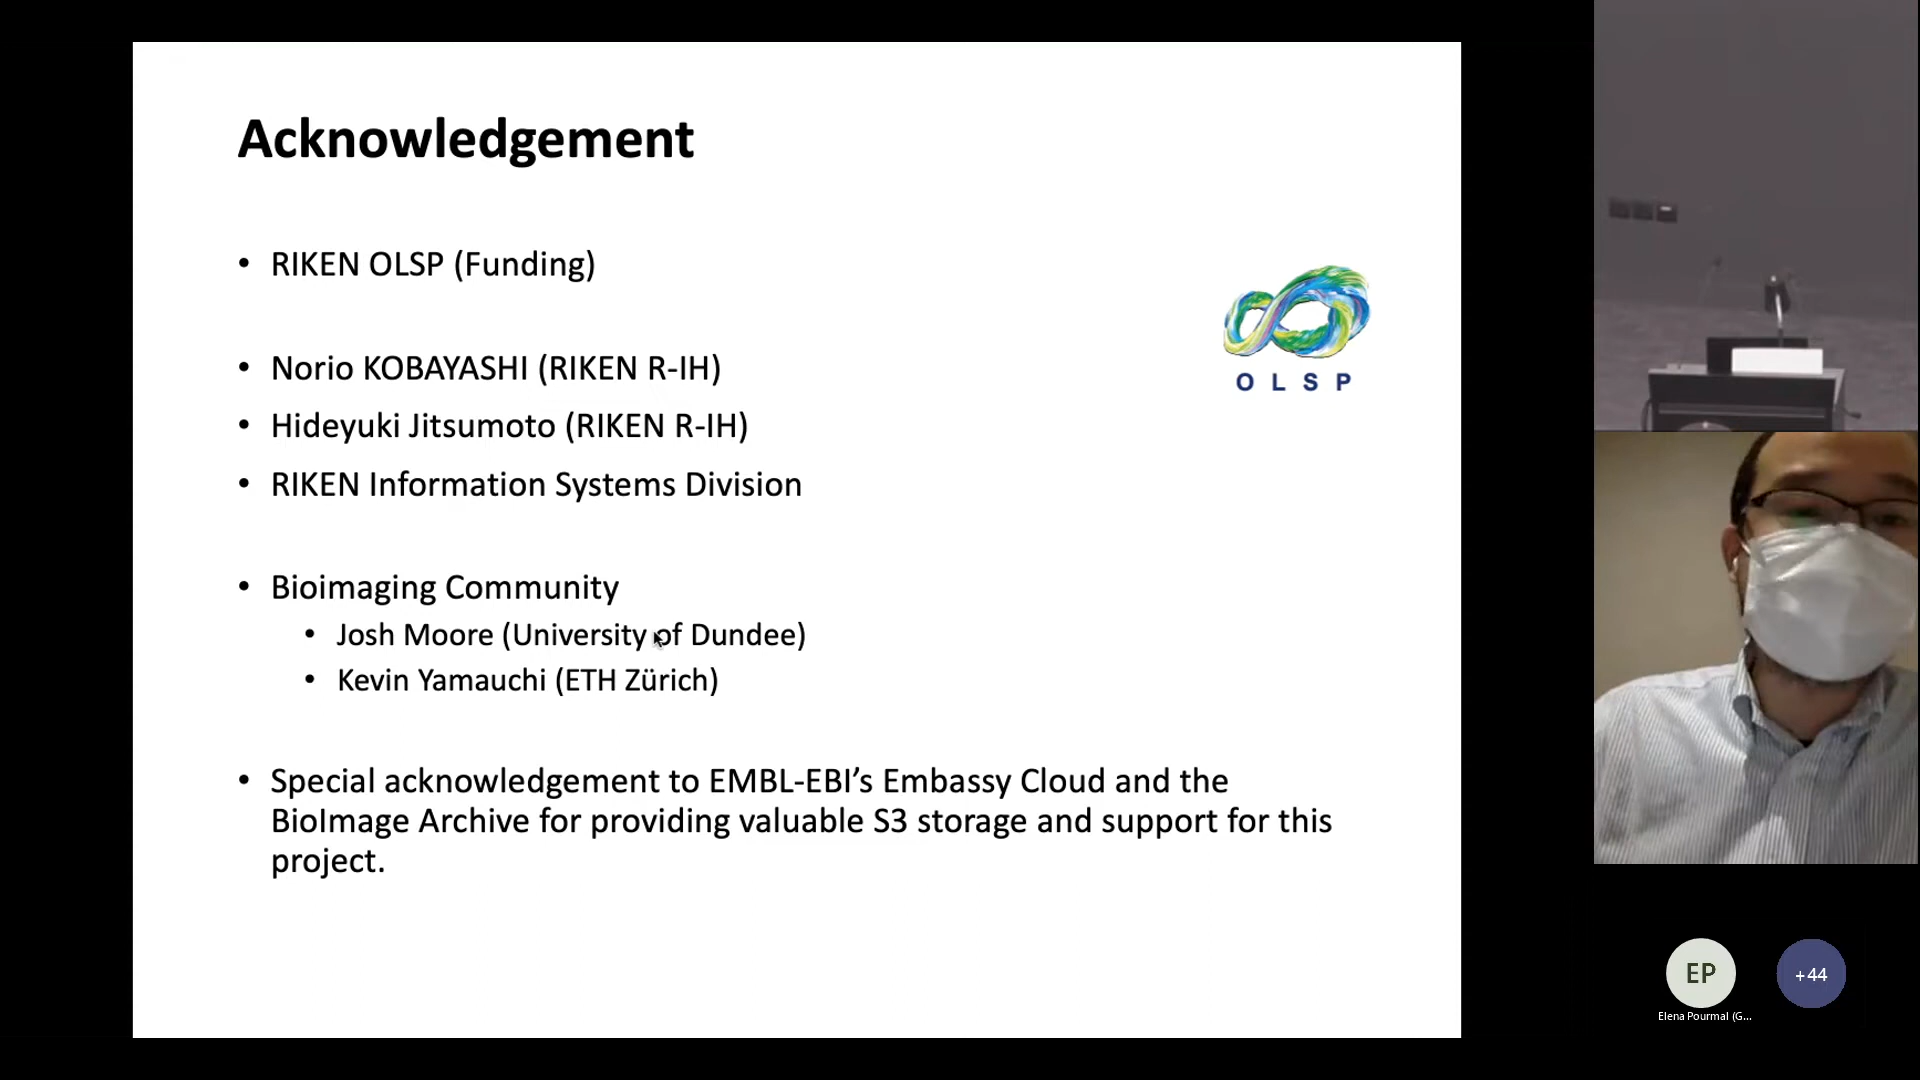 Acknowledgement
• RIKEN OLSP (Funding)
O L S P
• Norio KOBAYASHI (RIKEN R-IH)
• Hideyuki Jitsumoto (RIKEN R-IH)
• RIKEN Information Systems Division
• Bioimaging Community
• Josh Moore (University of Dundee)
• Kevin Yamauchi (ETH Zürich)
• Special acknowledgement to EMBL-EBI’s Embassy Cloud and the
BioImage Archive for providing valuable S3 storage and support for this
project.
EP
+44
Elena Pourmal (G...